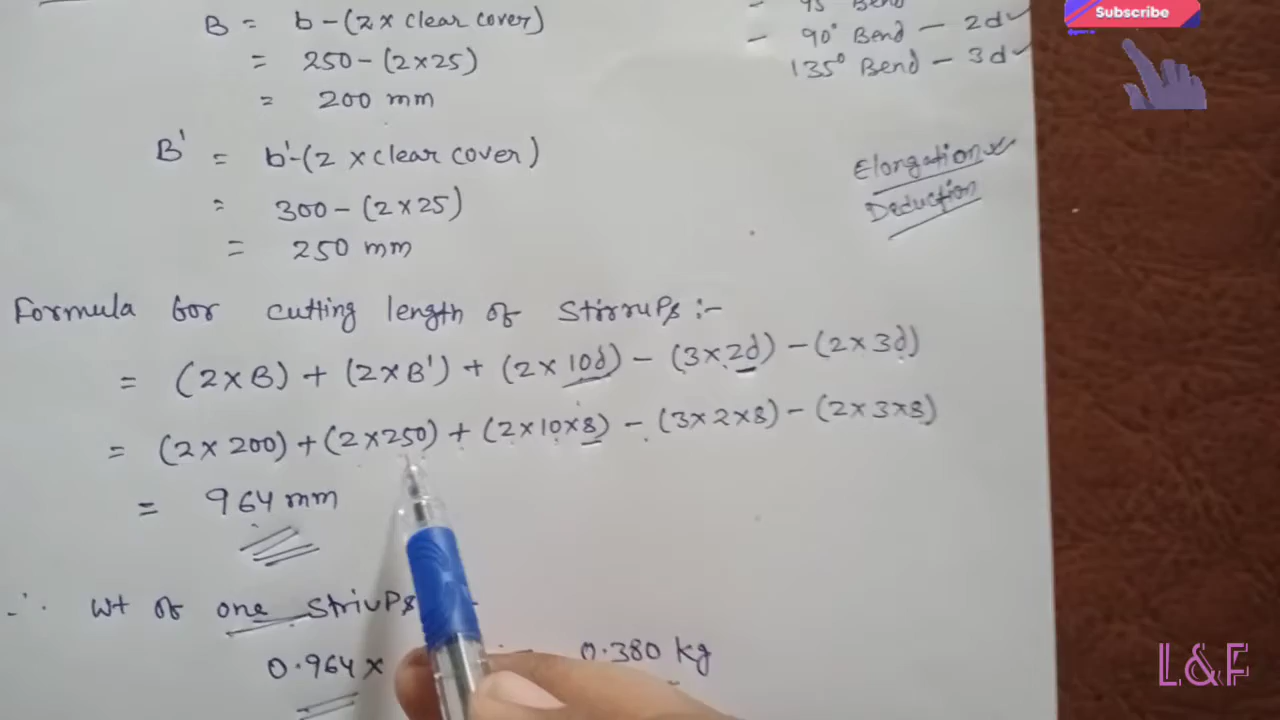 B = b-(2 x clear cover)
= 250-(2x25)
= 200 mm
Bend
- 90° Bend - 2d✓
135° Bend - 3d✓
Subscribe
B' = b'-(2 x clear cover)
= 300-(2x25)
= 250 mm
Elongation
Deduction
Formula for cutting length of Stirrups :-
= (2xB) + (2xB') + (2x10d) - (3x2d) - (2x3d)
= (2x200) + (2x250) + (2x10x8) - (3x2x8) - (2x3x8)
= 964 mm
∴ Wt of one StriuPs
0.964 x
0.380 kg
L&F